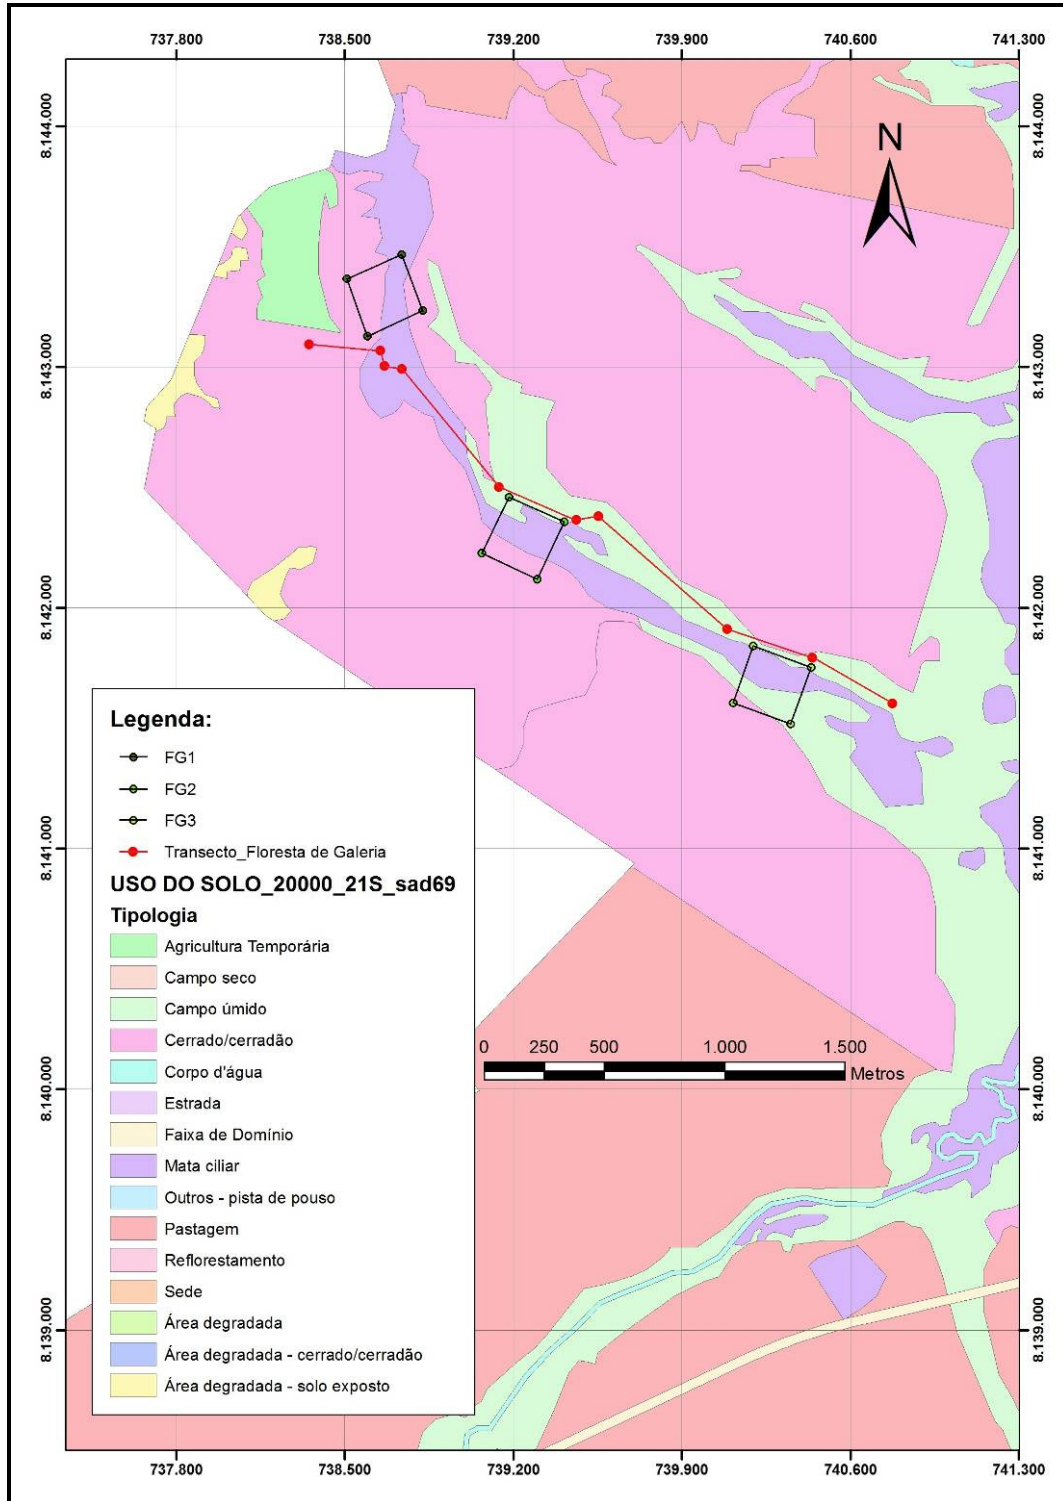 737.800 738.500 739.200 739.900 740.600 741.300
8.144.000 8.144.000
N
8.143.000 8.143.000
8.142.000 8.142.000
Legenda:
FG1
FG2
FG3
Transecto_Floresta de Galeria
USO DO SOLO_20000_21S_sad69
Tipologia
Agricultura Temporária
Campo seco
Campo úmido
Cerrado/cerradão
Corpo d'água
Estrada
Faixa de Domínio
Mata ciliar
Outros - pista de pouso
Pastagem
Reflorestamento
Sede
Área degradada
Área degradada - cerrado/cerradão
Área degradada - solo exposto
8.141.000 8.141.000
0 250 500 1.000 1.500
Metros
8.140.000 8.140.000
8.139.000 8.139.000
737.800 738.500 739.200 739.900 740.600 741.300